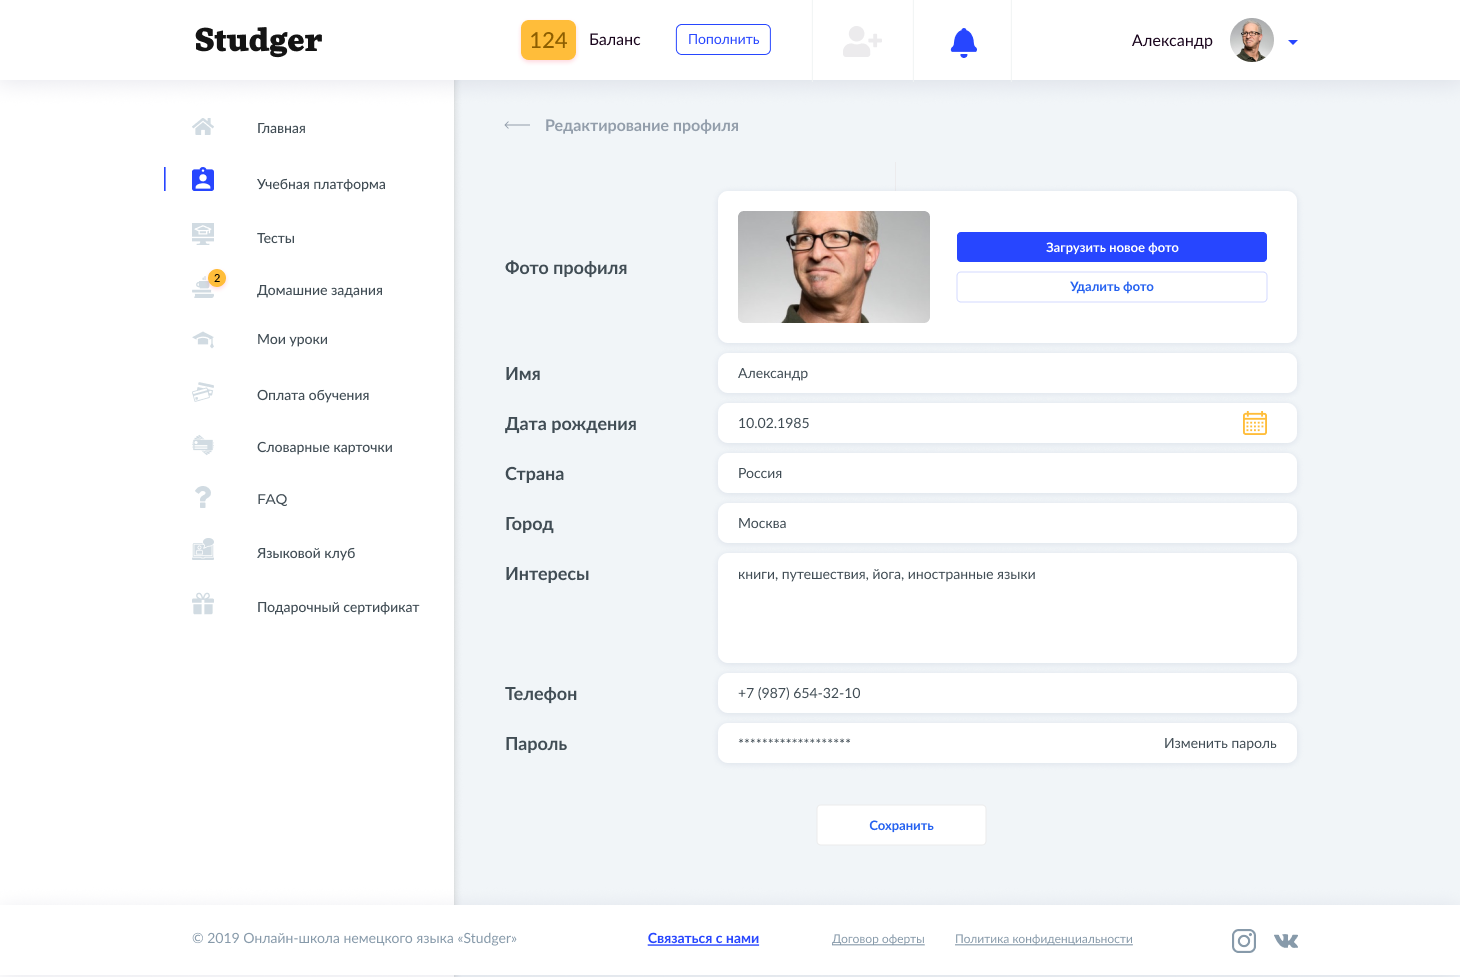 Studger
124 Баланс Пополнить
Александр
Главная
Учебная платформа
Тесты
2
Домашние задания
Мои уроки
Оплата обучения
Словарные карточки
FAQ
Языковой клуб
Подарочный сертификат
Редактирование профиля
Фото профиля
Загрузить новое фото
Удалить фото
Имя Александр
Дата рождения 10.02.1985
Страна Россия
Город Москва
Интересы книги, путешествия, йога, иностранные языки
Телефон +7 (987) 654-32-10
Пароль ******************* Изменить пароль
Сохранить
© 2019 Онлайн-школа немецкого языка «Studger» Связаться с нами Договор оферты Политика конфиденциальности